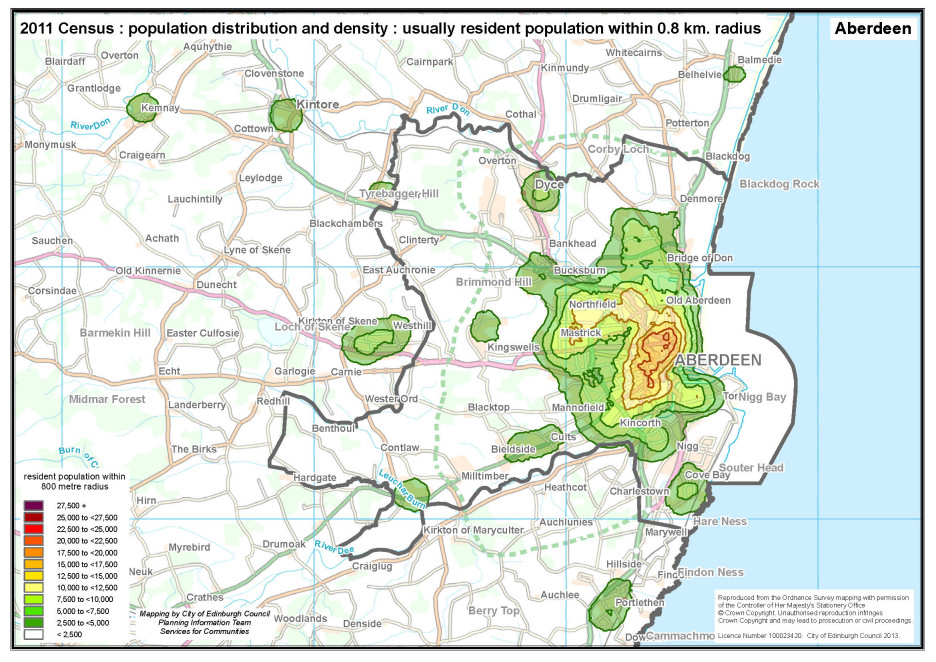 2011 Census : population distribution and density : usually resident population within 0.8 km. radius
Aberdeen
Aquhythie
Overton
Blairdaff
Clovenstone
Cairnpark
Whitecairns
Balmedie
Kinmundy
Belhelvie
Grantlodge
Kemnay
Kintore
River Don
Drumligair
Cothal
RiverDon
Cottown
Potterton
Monymusk
Craigearn
Corby Loch
Overton
Blackdog
Leylodge
Tyrebagger Hill
Dyce
Blackdog Rock
Lauchintilly
Denmore
Blackchambers
Sauchen
Achath
Clinterty
Bankhead
Lyne of Skene
Bridge of Don
Old Kinnernie
East Auchronie
Bucksburn
Corsindae
Dunecht
Brimmond Hill
Northfield
Old Aberdeen
Kirkton of Skene
Westhill
Loch of Skene
Barmekin Hill
Easter Culfosie
Mastrick
Kingswells
ABERDEEN
Echt
Garlogie
Carnie
Midmar Forest
Landerberry
Redhill
Wester Ord
Blacktop
Mannofield
Tor
Nigg Bay
Kincorth
Benthoul
Cults
Burn of C
The Birks
Contlaw
Bieldside
Nigg
resident population within
800 metre radius
Hardgate
Leuchar Burn
Milltimber
Souter Head
Cove Bay
Heathcot
Charlestown
Hirn
27,500 +
25,000 to <27,500
22,500 to <25,000
20,000 to <22,500
17,500 to <20,000
15,000 to <17,500
12,500 to <15,000
10,000 to <12,500
7,500 to <10,000
5,000 to <7,500
2,500 to <5,000
< 2,500
Kirkton of Maryculter
Auchlunies
Hare Ness
Marywell
Myrebird
Drumoak
RiverDee
Craiglug
Neuk
Hillside
Findon Ness
Crathes
Auchlee
Portlethen
Woodlands
Denside
Berry Top
Cammachmo
Mapping by City of Edinburgh Council
Planning Information Team
Services for Communities
Reproduced from the Ordnance Survey mapping with permission
of the Controller of Her Majesty's Stationery Office
© Crown Copyright. Unauthorised reproduction infringes
Crown Copyright and may lead to prosecution or civil proceedings
Licence Number 100023420. City of Edinburgh Council 2013